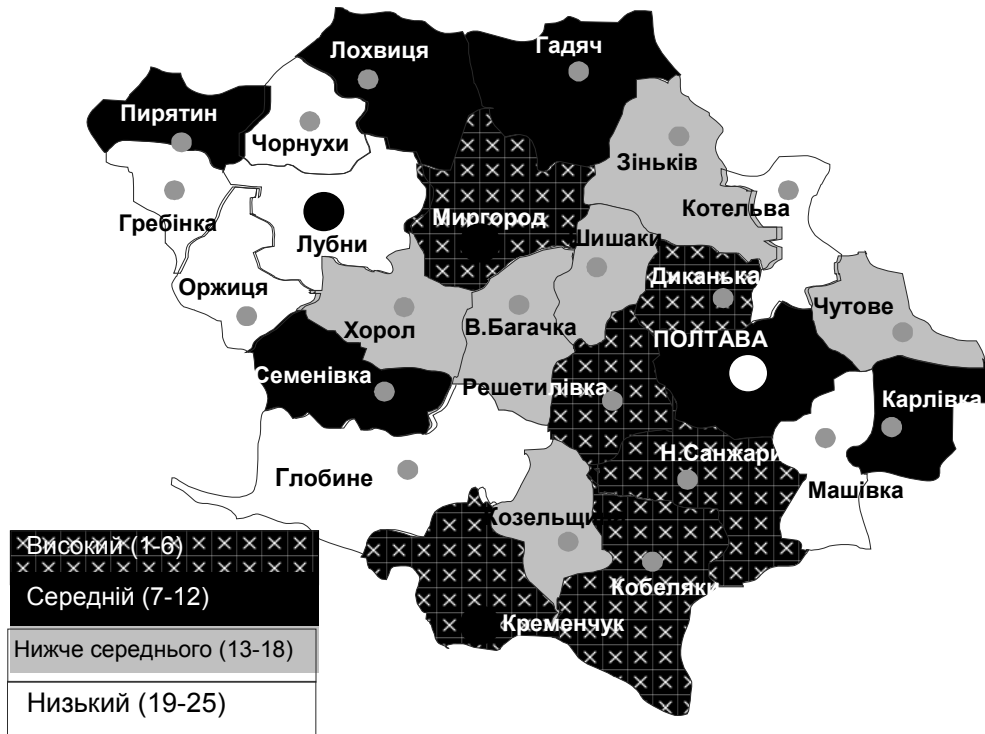 Лохвиця
Гадяч
Пирятин
Чорнухи
Зіньків
Гребінка
Лубни
Миргород
Котельва
Шишаки
Оржиця
Диканька
Хорол
В.Багачка
Чутове
ПОЛТАВА
Семенівка
Решетилівка
Карлівка
Глобине
Н.Санжари
Машівка
Козельщина
Кобеляки
Кременчук
Високий (1-6)
Середній (7-12)
Нижче середнього (13-18)
Низький (19-25)